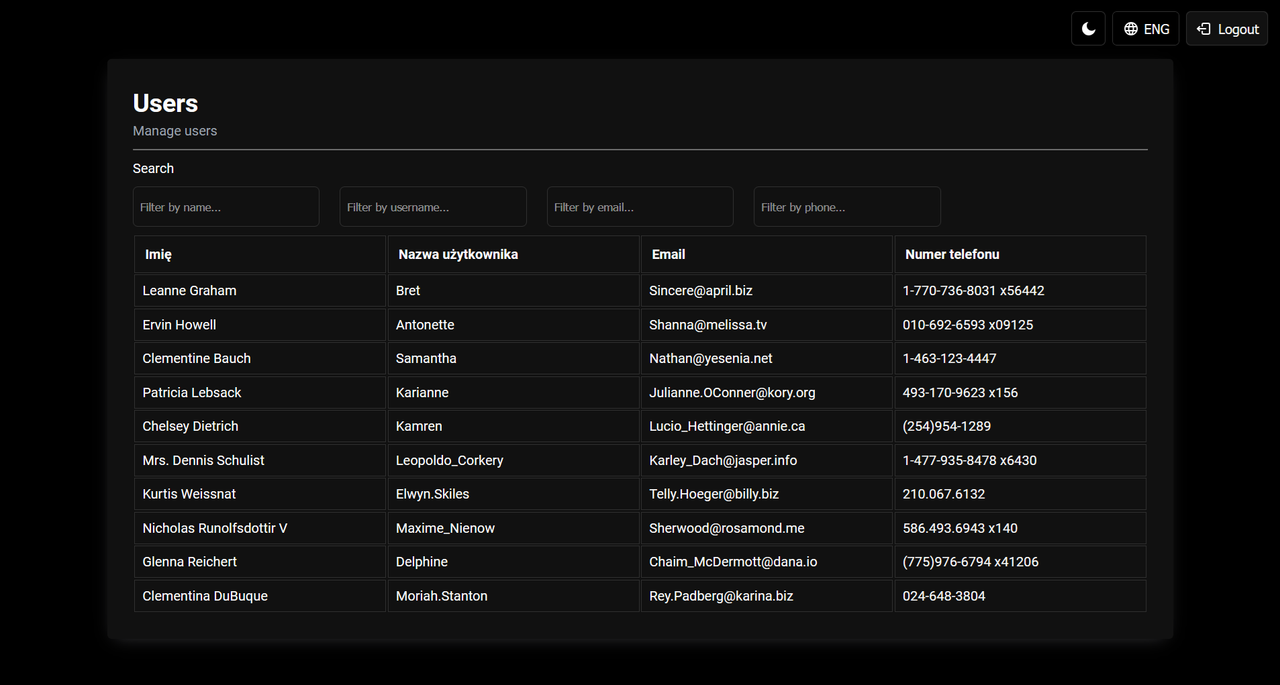 ENG Logout
Users
Manage users
Search
Filter by name... Filter by username... Filter by email... Filter by phone...
Imię Nazwa użytkownika Email Numer telefonu
Leanne Graham Bret Sincere@april.biz 1-770-736-8031 x56442
Ervin Howell Antonette Shanna@melissa.tv 010-692-6593 x09125
Clementine Bauch Samantha Nathan@yesenia.net 1-463-123-4447
Patricia Lebsack Karianne Julianne.OConner@kory.org 493-170-9623 x156
Chelsey Dietrich Kamren Lucio_Hettinger@annie.ca (254)954-1289
Mrs. Dennis Schulist Leopoldo_Corkery Karley_Dach@jasper.info 1-477-935-8478 x6430
Kurtis Weissnat Elwyn.Skiles Telly.Hoeger@billy.biz 210.067.6132
Nicholas Runolfsdottir V Maxime_Nienow Sherwood@rosamond.me 586.493.6943 x140
Glenna Reichert Delphine Chaim_McDermott@dana.io (775)976-6794 x41206
Clementina DuBuque Moriah.Stanton Rey.Padberg@karina.biz 024-648-3804